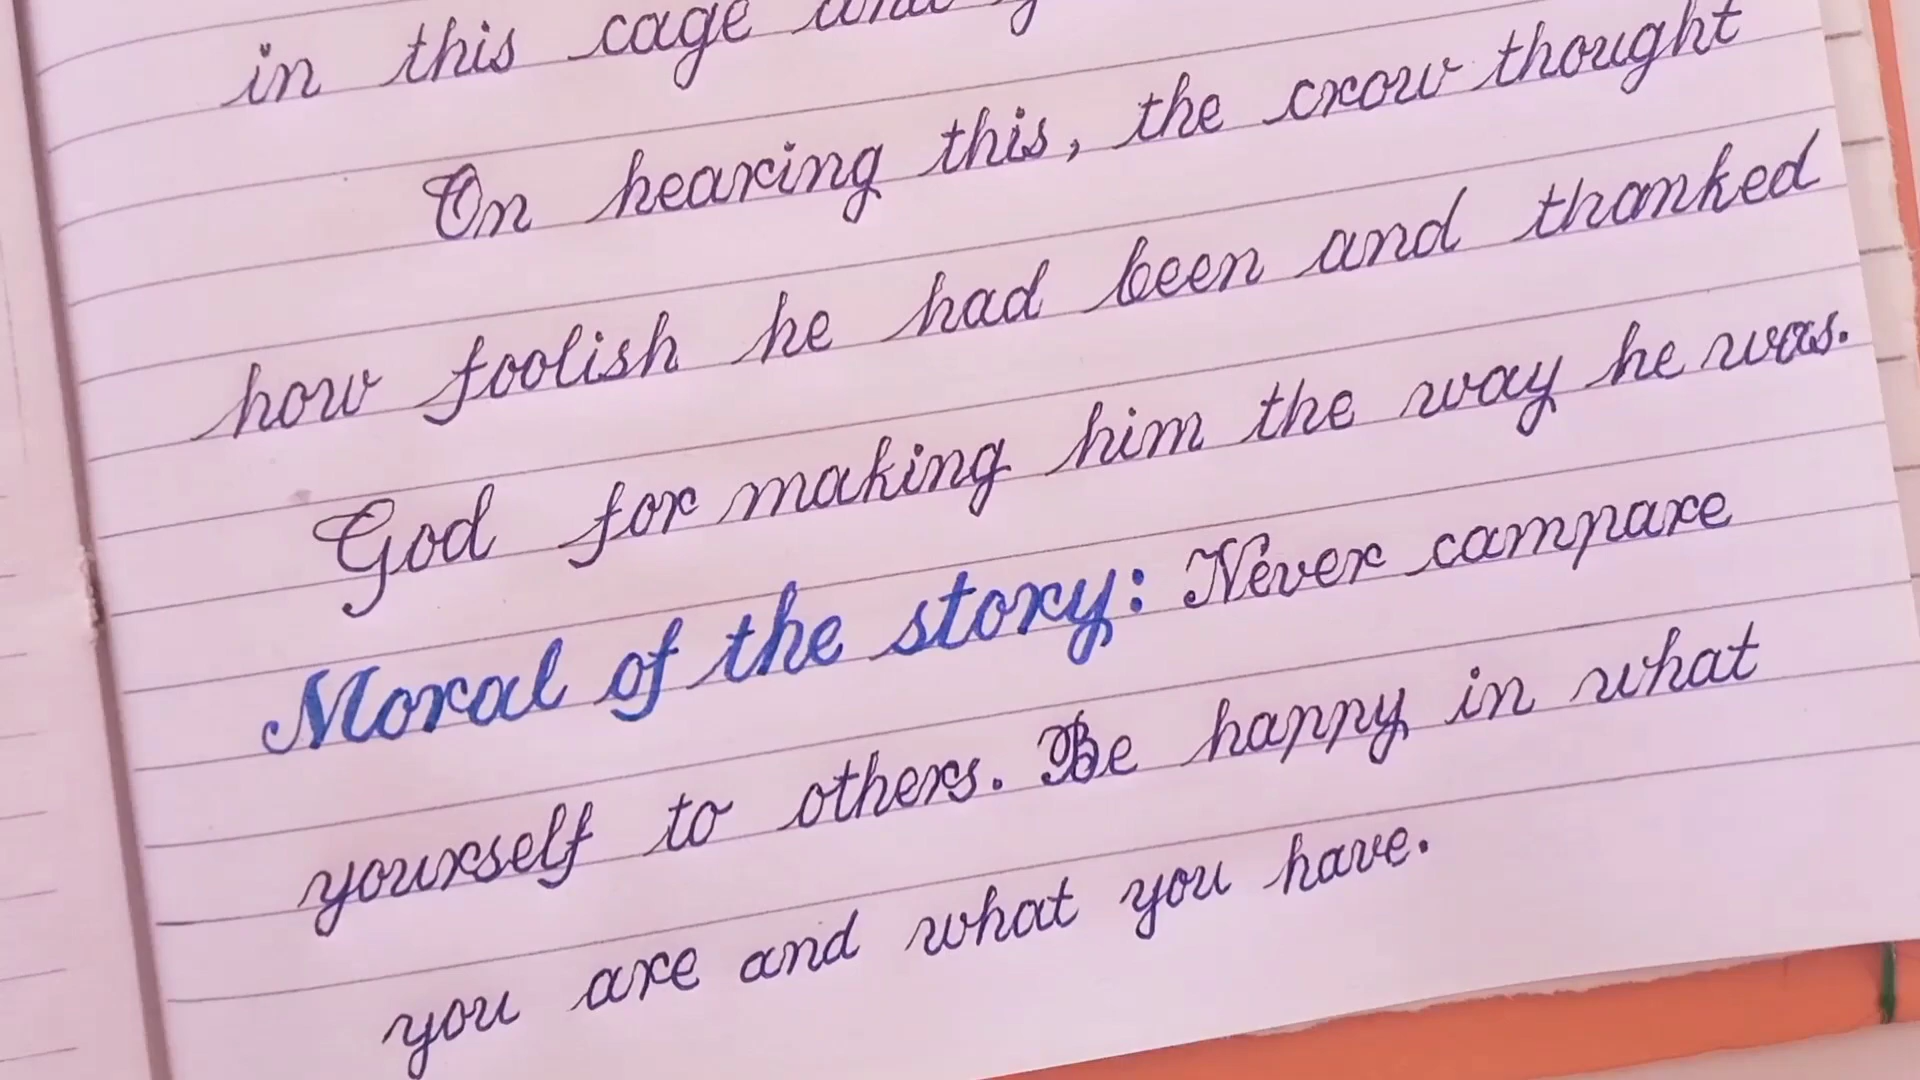 in this cage and
On hearing this, the crow thought
how foolish he had been and thanked
God for making him the way he was.
Moral of the story: Never compare
yourself to others. Be happy in what
you are and what you have.